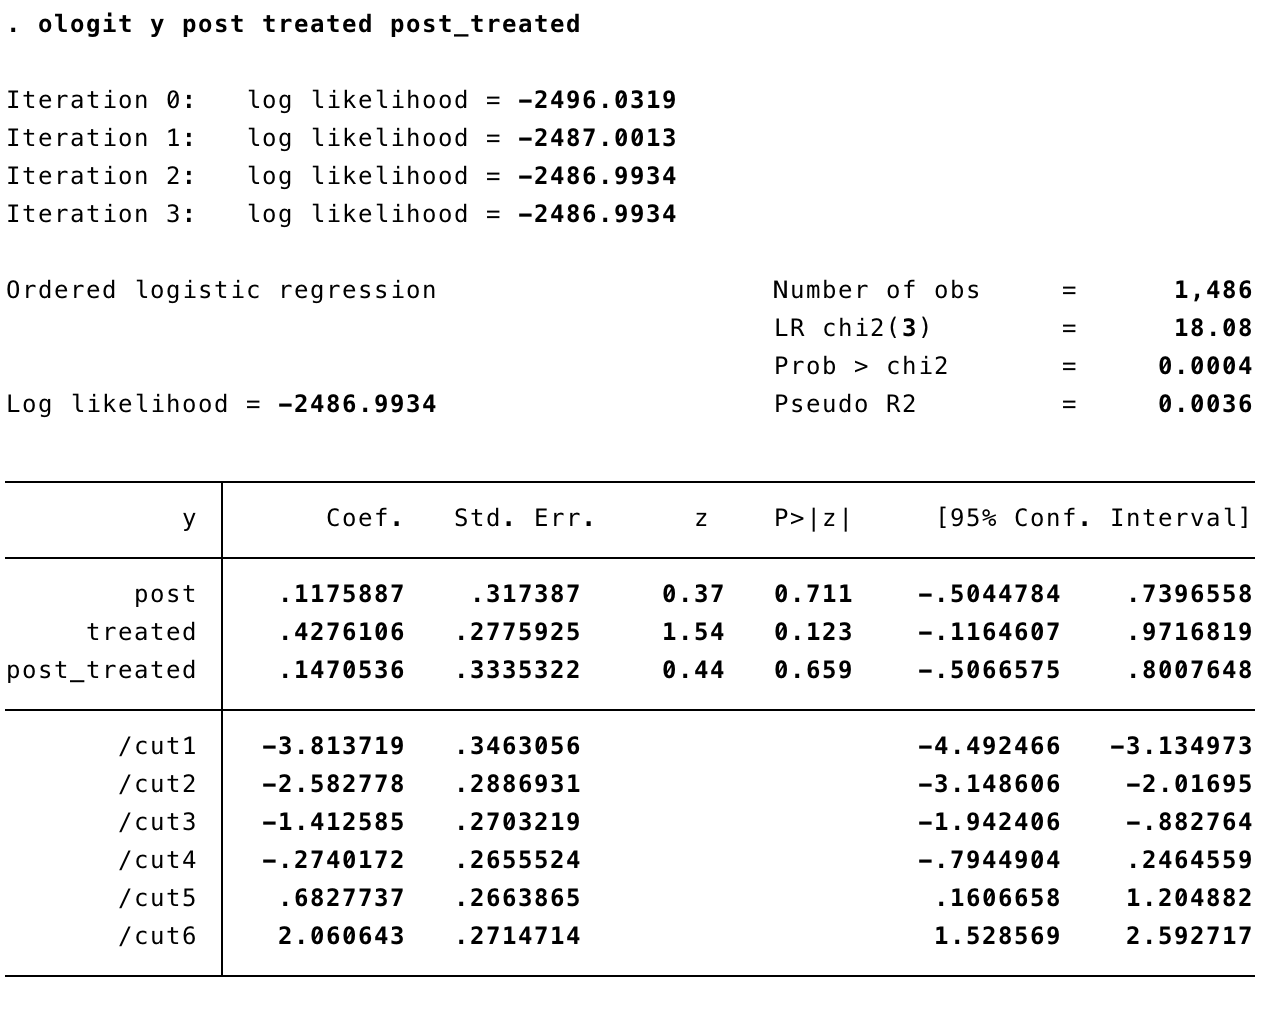 . ologit y post treated post_treated
Iteration 0:   log likelihood = -2496.0319
Iteration 1:   log likelihood = -2487.0013
Iteration 2:   log likelihood = -2486.9934
Iteration 3:   log likelihood = -2486.9934
Ordered logistic regression                     Number of obs     =      1,486
                                                LR chi2(3)        =      18.08
                                                Prob > chi2       =     0.0004
Log likelihood = -2486.9934                     Pseudo R2         =     0.0036
           y |      Coef.   Std. Err.      z    P>|z|     [95% Conf. Interval]
        post |   .1175887    .317387     0.37   0.711    -.5044784    .7396558
     treated |   .4276106   .2775925     1.54   0.123    -.1164607    .9716819
post_treated |   .1470536   .3335322     0.44   0.659    -.5066575    .8007648
       /cut1 |  -3.813719   .3463056                     -4.492466   -3.134973
       /cut2 |  -2.582778   .2886931                     -3.148606    -2.01695
       /cut3 |  -1.412585   .2703219                     -1.942406    -.882764
       /cut4 |  -.2740172   .2655524                     -.7944904    .2464559
       /cut5 |   .6827737   .2663865                      .1606658    1.204882
       /cut6 |   2.060643   .2714714                      1.528569    2.592717